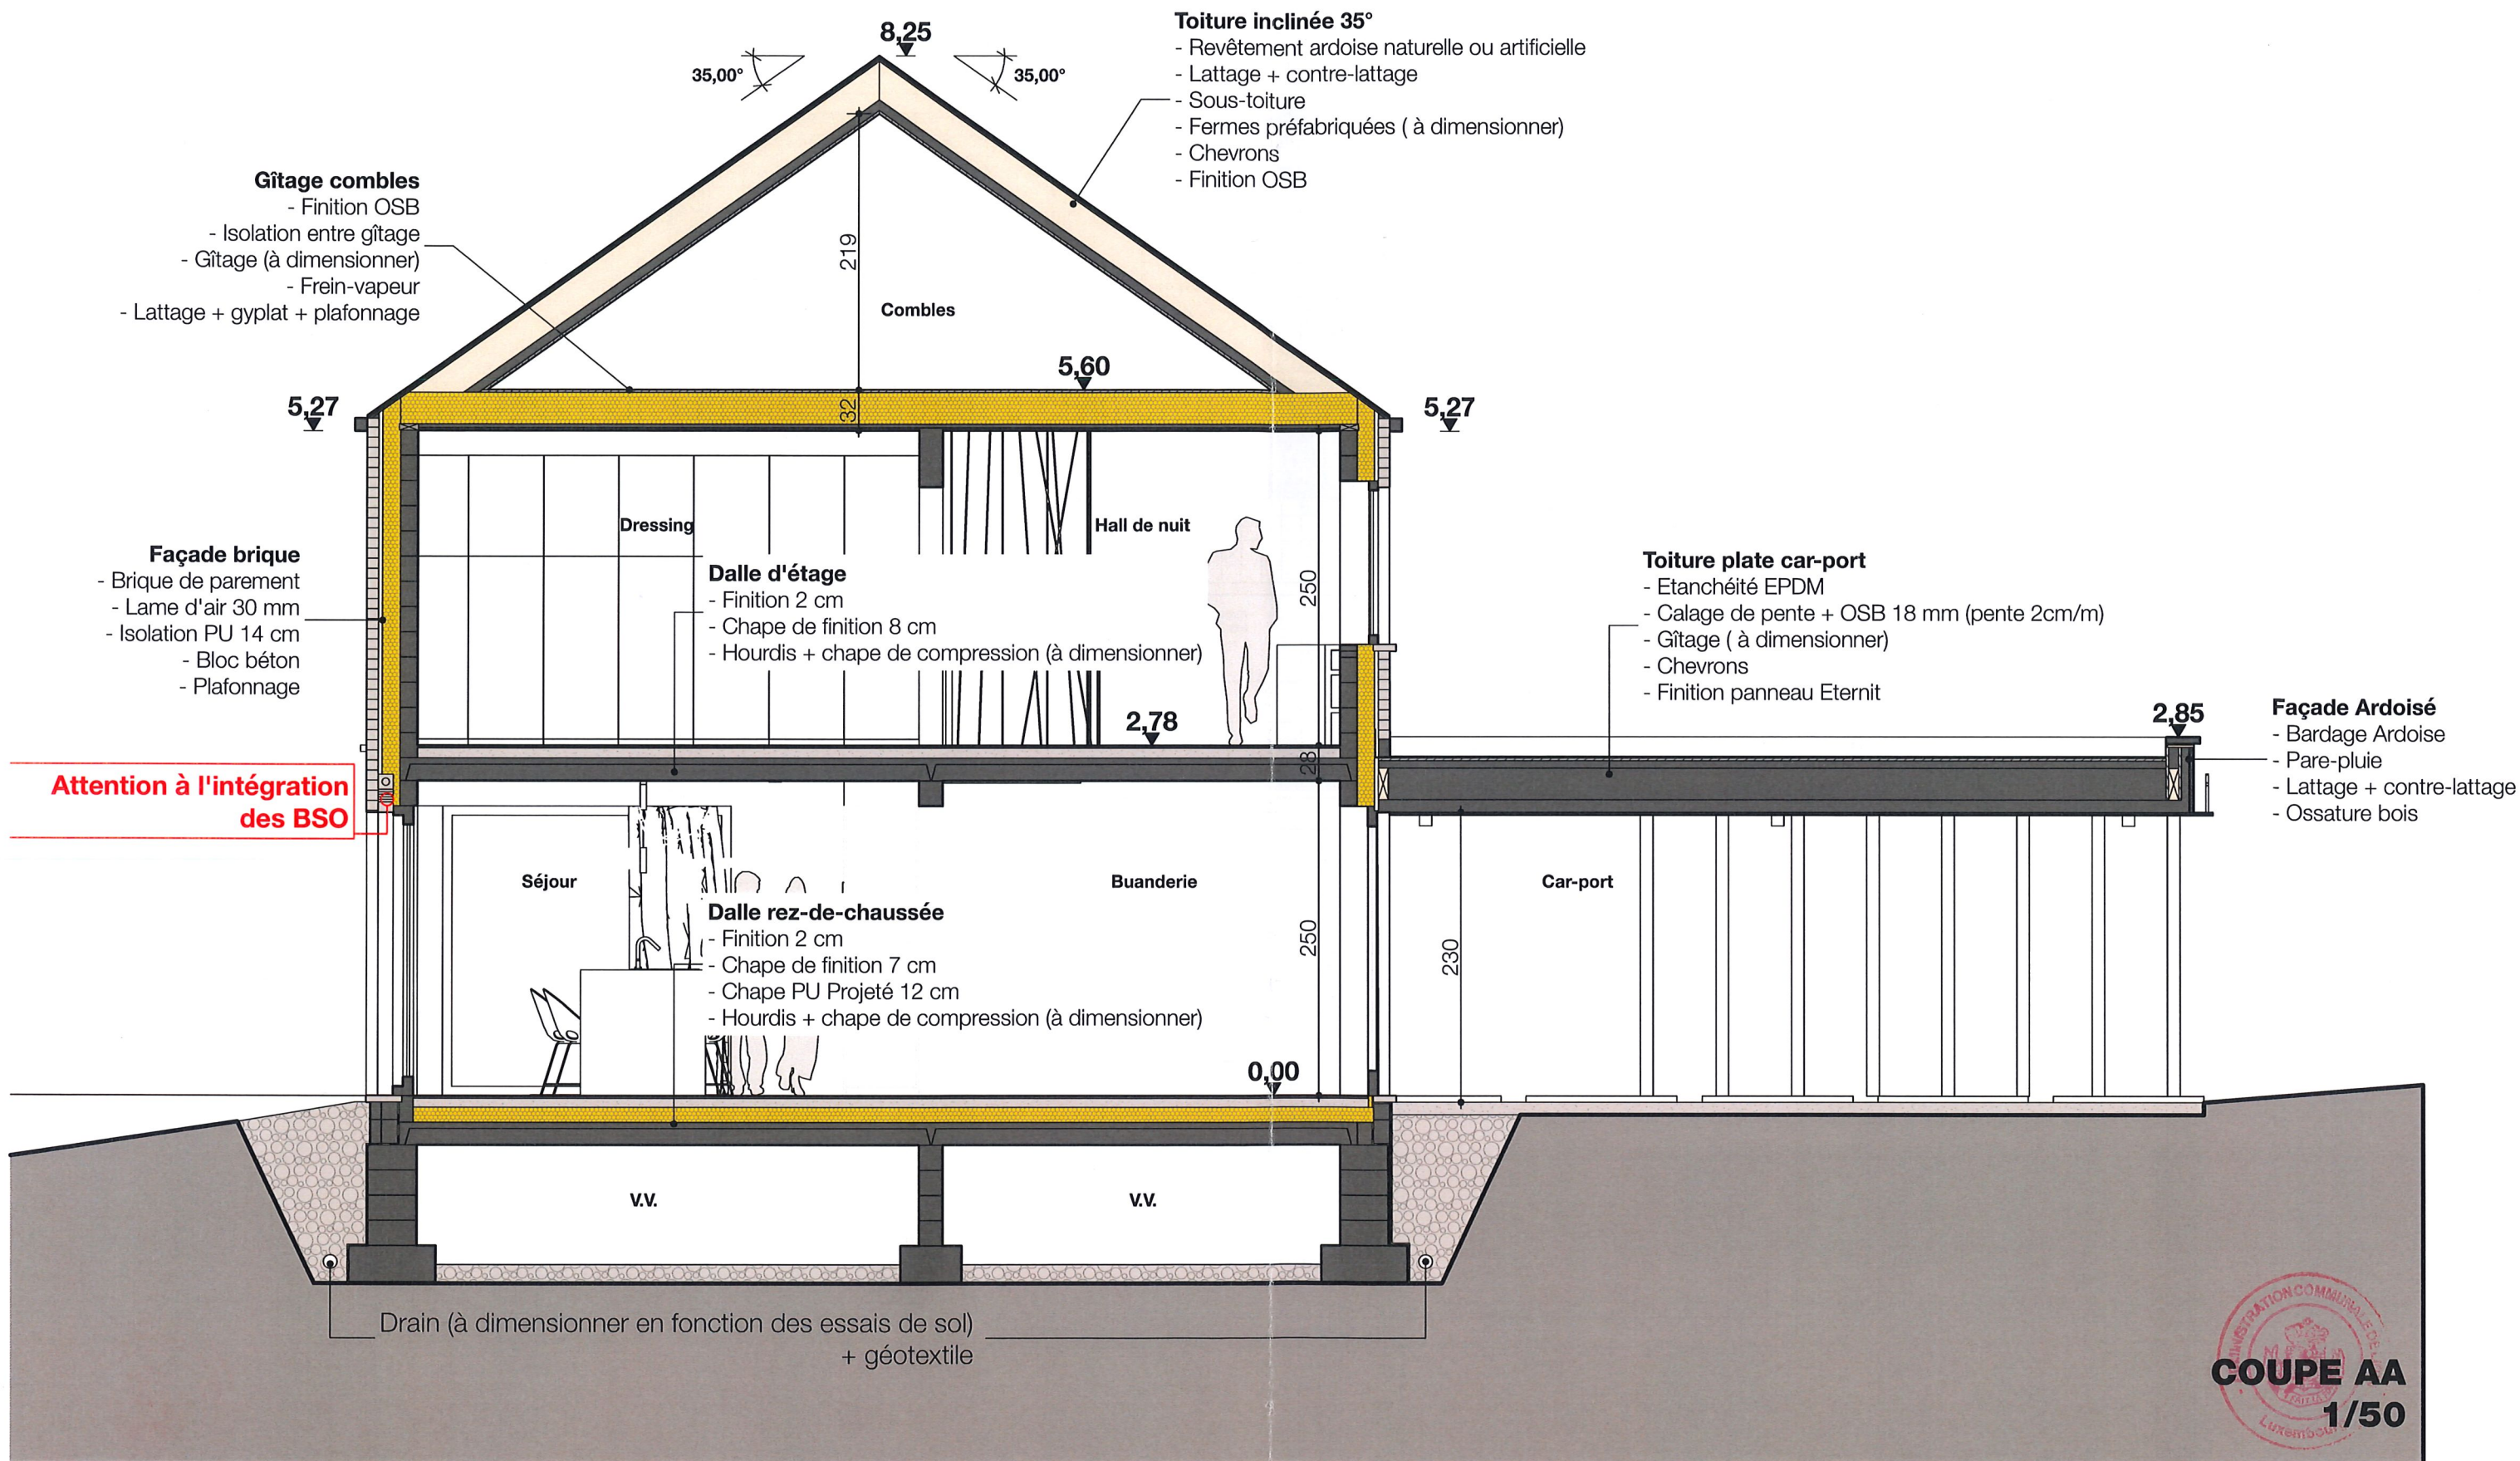 8,25
35,00°
35,00°
Toiture inclinée 35°
- Revêtement ardoise naturelle ou artificielle
- Lattage + contre-lattage
- Sous-toiture
- Fermes préfabriquées ( à dimensionner)
- Chevrons
- Finition OSB
Gîtage combles
- Finition OSB
- Isolation entre gîtage
- Gîtage (à dimensionner)
- Frein-vapeur
- Lattage + gyplat + plafonnage
219
Combles
5,60
5,27
32
5,27
Dressing
Hall de nuit
Façade brique
- Brique de parement
- Lame d'air 30 mm
- Isolation PU 14 cm
- Bloc béton
- Plafonnage
Dalle d'étage
- Finition 2 cm
- Chape de finition 8 cm
- Hourdis + chape de compression (à dimensionner)
250
Toiture plate car-port
- Etanchéité EPDM
- Calage de pente + OSB 18 mm (pente 2cm/m)
- Gîtage ( à dimensionner)
- Chevrons
- Finition panneau Eternit
2,78
2,85
Façade Ardoisé
- Bardage Ardoise
- Pare-pluie
- Lattage + contre-lattage
- Ossature bois
28
Attention à l'intégration
des BSO
Séjour
Buanderie
Car-port
Dalle rez-de-chaussée
- Finition 2 cm
- Chape de finition 7 cm
- Chape PU Projeté 12 cm
- Hourdis + chape de compression (à dimensionner)
250
230
0,00
V.V.
V.V.
Drain (à dimensionner en fonction des essais de sol)
+ géotextile
COMMUNALE DE
COUPE AA
1/50